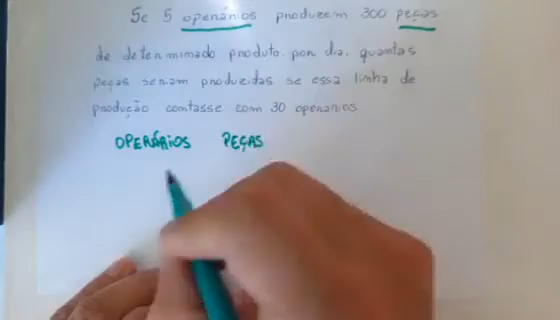 Se 5 operários produzem 300 peças
de determinado produto por dia, quantas
peças seriam produzidas se essa linha de
produção contasse com 30 operários
OPERÁRIOS PEÇAS